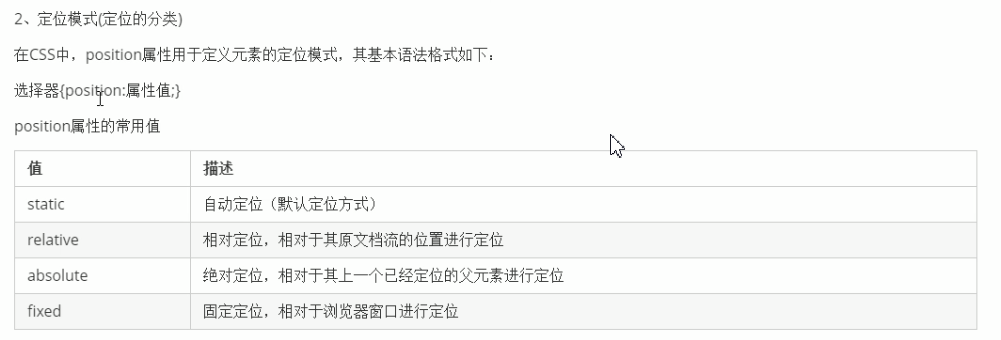 2、定位模式(定位的分类)
在CSS中，position属性用于定义元素的定位模式，其基本语法格式如下：
选择器{position:属性值;}
position属性的常用值
值 描述
static 自动定位（默认定位方式）
relative 相对定位，相对于其原文档流的位置进行定位
absolute 绝对定位，相对于其上一个已经定位的父元素进行定位
fixed 固定定位，相对于浏览器窗口进行定位